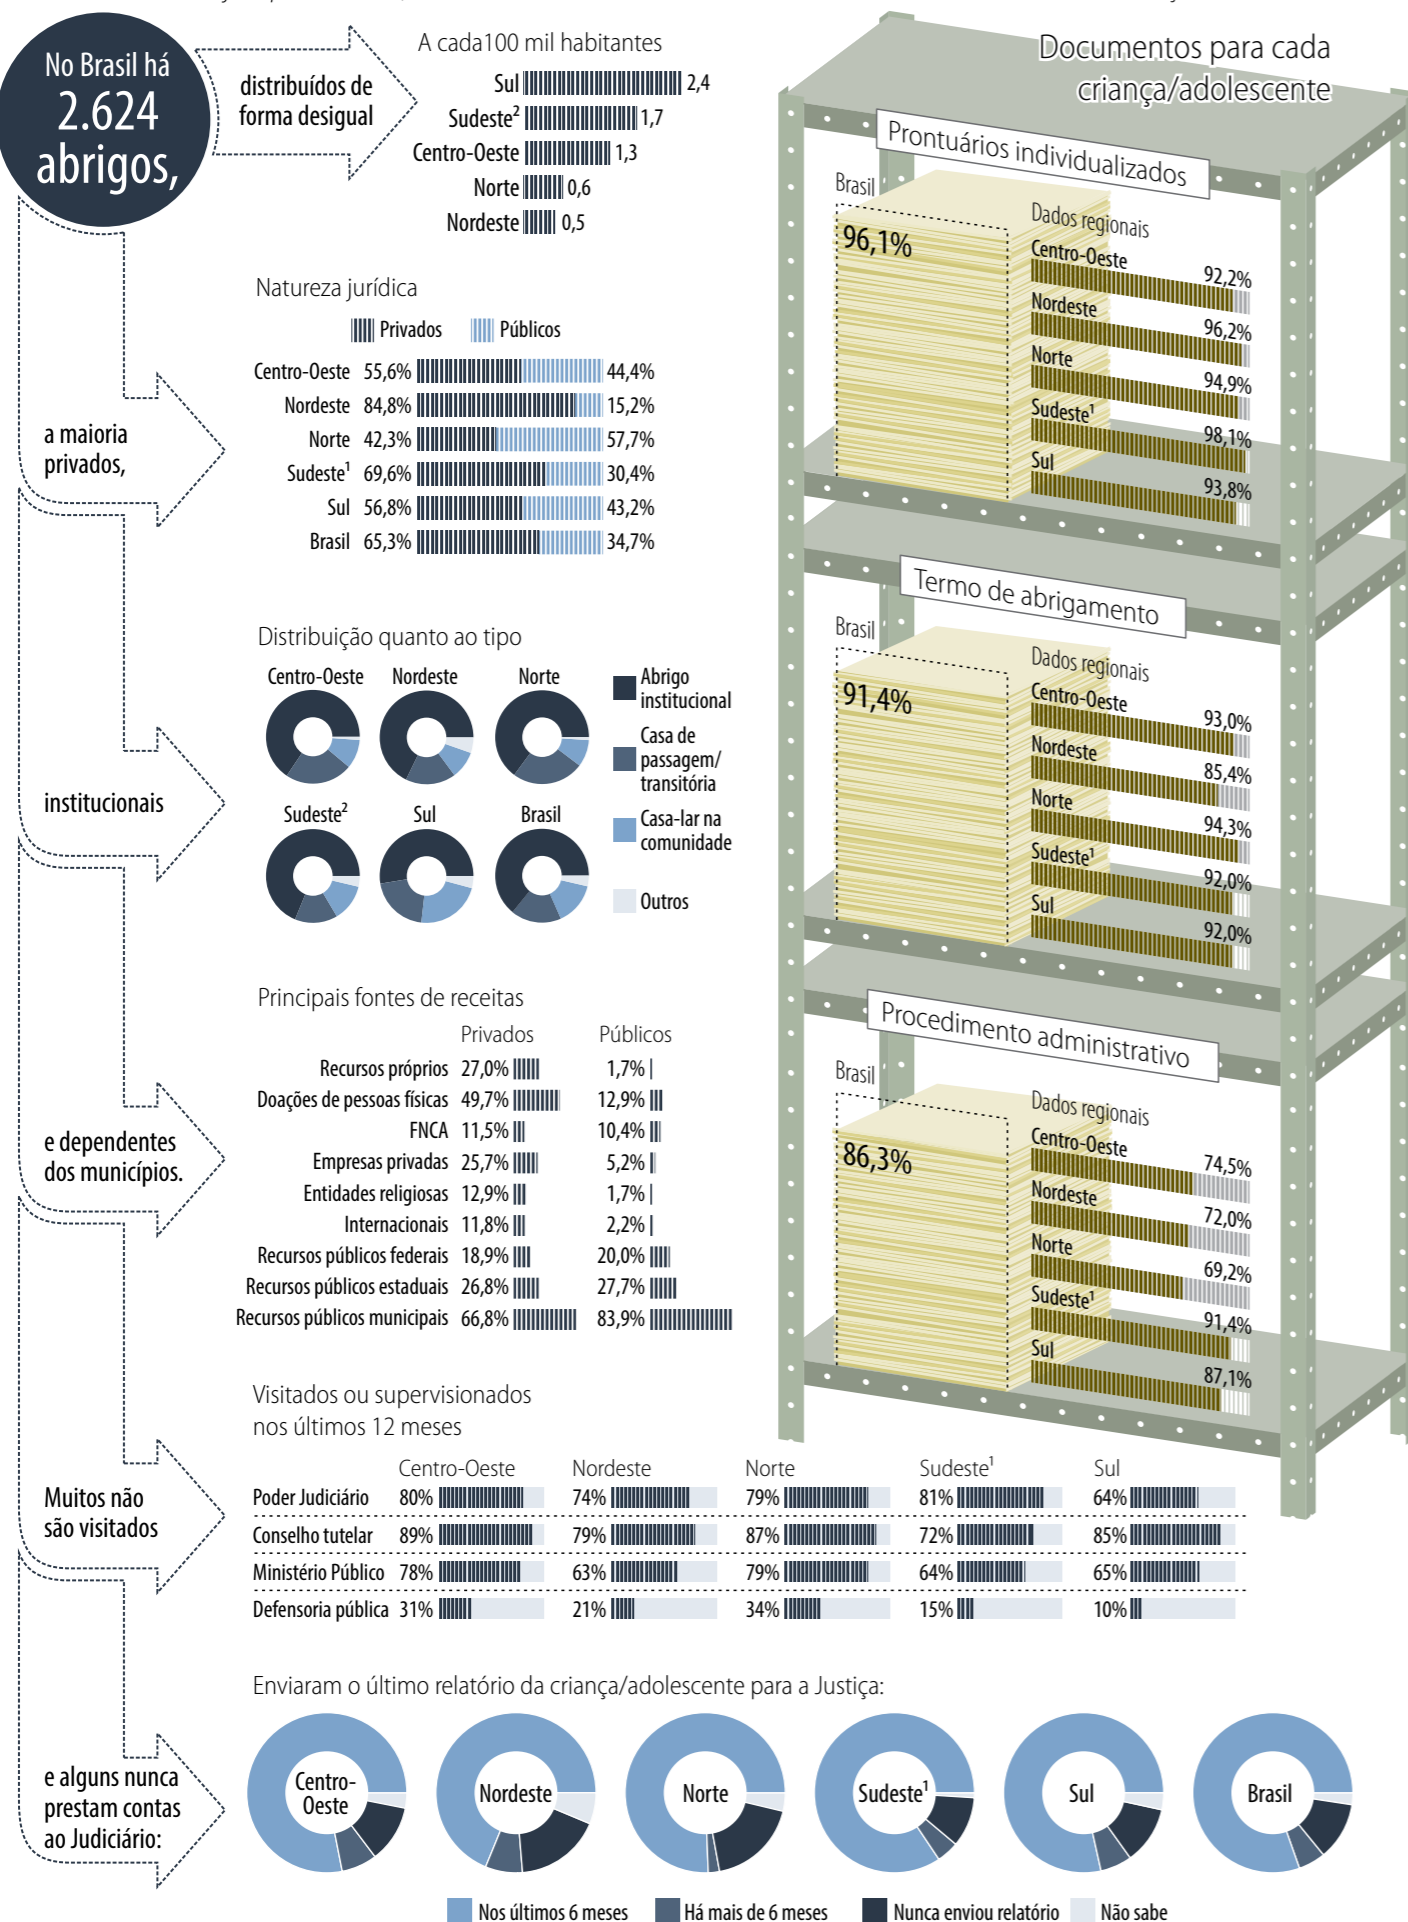 No Brasil há
2.624
abrigos,
distribuídos de
forma desigual
A cada100 mil habitantes
Sul 2,4
Sudeste² 1,7
Centro-Oeste 1,3
Norte 0,6
Nordeste 0,5
a maioria
privados,
Natureza jurídica
Privados Públicos
Centro-Oeste 55,6% 44,4%
Nordeste 84,8% 15,2%
Norte 42,3% 57,7%
Sudeste¹ 69,6% 30,4%
Sul 56,8% 43,2%
Brasil 65,3% 34,7%
institucionais
Distribuição quanto ao tipo
Centro-Oeste Nordeste Norte
Sudeste² Sul Brasil
Abrigo
institucional
Casa de
passagem/
transitória
Casa-lar na
comunidade
Outros
e dependentes
dos municípios.
Principais fontes de receitas
Privados Públicos
Recursos próprios 27,0% 1,7%
Doações de pessoas físicas 49,7% 12,9%
FNCA 11,5% 10,4%
Empresas privadas 25,7% 5,2%
Entidades religiosas 12,9% 1,7%
Internacionais 11,8% 2,2%
Recursos públicos federais 18,9% 20,0%
Recursos públicos estaduais 26,8% 27,7%
Recursos públicos municipais 66,8% 83,9%
Documentos para cada
criança/adolescente
Prontuários individualizados
Brasil
96,1%
Dados regionais
Centro-Oeste
92,2%
Nordeste
96,2%
Norte
94,9%
Sudeste¹
98,1%
Sul
93,8%
Termo de abrigamento
Brasil
91,4%
Dados regionais
Centro-Oeste
93,0%
Nordeste
85,4%
Norte
94,3%
Sudeste¹
92,0%
Sul
92,0%
Procedimento administrativo
Brasil
86,3%
Dados regionais
Centro-Oeste
74,5%
Nordeste
72,0%
Norte
69,2%
Sudeste¹
91,4%
Sul
87,1%
Muitos não
são visitados
Visitados ou supervisionados
nos últimos 12 meses
Centro-Oeste Nordeste Norte Sudeste¹ Sul
Poder Judiciário 80% 74% 79% 81% 64%
Conselho tutelar 89% 79% 87% 72% 85%
Ministério Público 78% 63% 79% 64% 65%
Defensoria pública 31% 21% 34% 15% 10%
e alguns nunca
prestam contas
ao Judiciário:
Enviaram o último relatório da criança/adolescente para a Justiça:
Centro-
Oeste
Nordeste
Norte
Sudeste¹
Sul
Brasil
Nos últimos 6 meses Há mais de 6 meses Nunca enviou relatório Não sabe